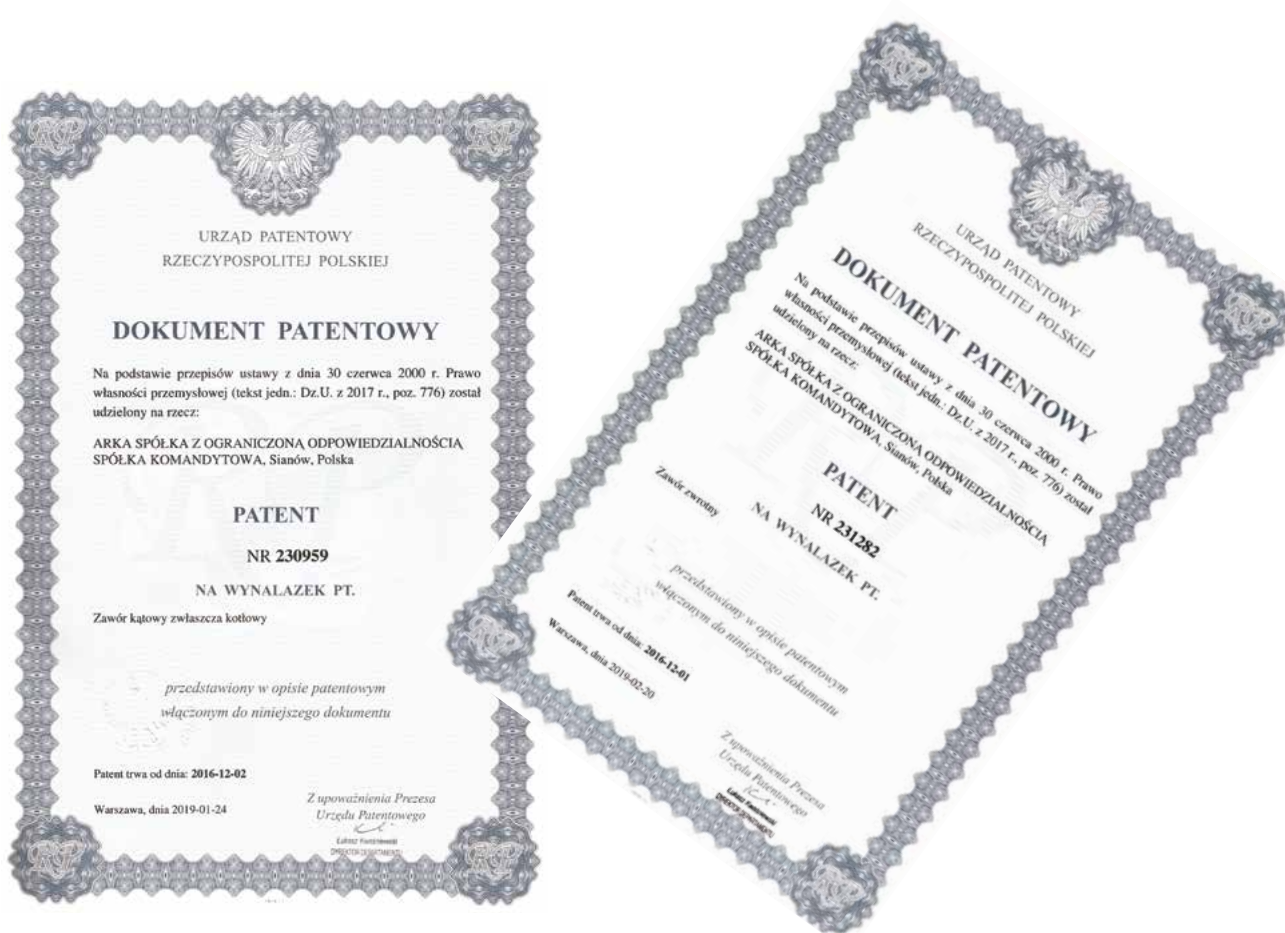 URZĄD PATENTOWY
RZECZYPOSPOLITEJ POLSKIEJ
DOKUMENT PATENTOWY
Na podstawie przepisów ustawy z dnia 30 czerwca 2000 r. Prawo
własności przemysłowej (tekst jedn.: Dz.U. z 2017 r., poz. 776) został
udzielony na rzecz:
ARKA SPÓŁKA Z OGRANICZONĄ ODPOWIEDZIALNOŚCIĄ
SPÓŁKA KOMANDYTOWA, Sianów, Polska
PATENT
NR 230959
NA WYNALAZEK PT.
Zawór kątowy zwłaszcza kotłowy
przedstawiony w opisie patentowym
włączonym do niniejszego dokumentu
Patent trwa od dnia: 2016-12-02
Warszawa, dnia 2019-01-24
Z upoważnienia Prezesa
Urzędu Patentowego
URZĄD PATENTOWY
RZECZYPOSPOLITEJ POLSKIEJ
DOKUMENT PATENTOWY
Na podstawie przepisów ustawy z dnia 30 czerwca 2000 r. Prawo
własności przemysłowej (tekst jedn.: Dz.U. z 2017 r., poz. 776) został
udzielony na rzecz:
ARKA SPÓŁKA Z OGRANICZONĄ ODPOWIEDZIALNOŚCIĄ
SPÓŁKA KOMANDYTOWA, Sianów, Polska
PATENT
NR 231282
NA WYNALAZEK PT.
Zawór zwrotny
przedstawiony w opisie patentowym
włączonym do niniejszego dokumentu
Patent trwa od dnia: 2016-12-01
Warszawa, dnia 2019-02-20
Z upoważnienia Prezesa
Urzędu Patentowego